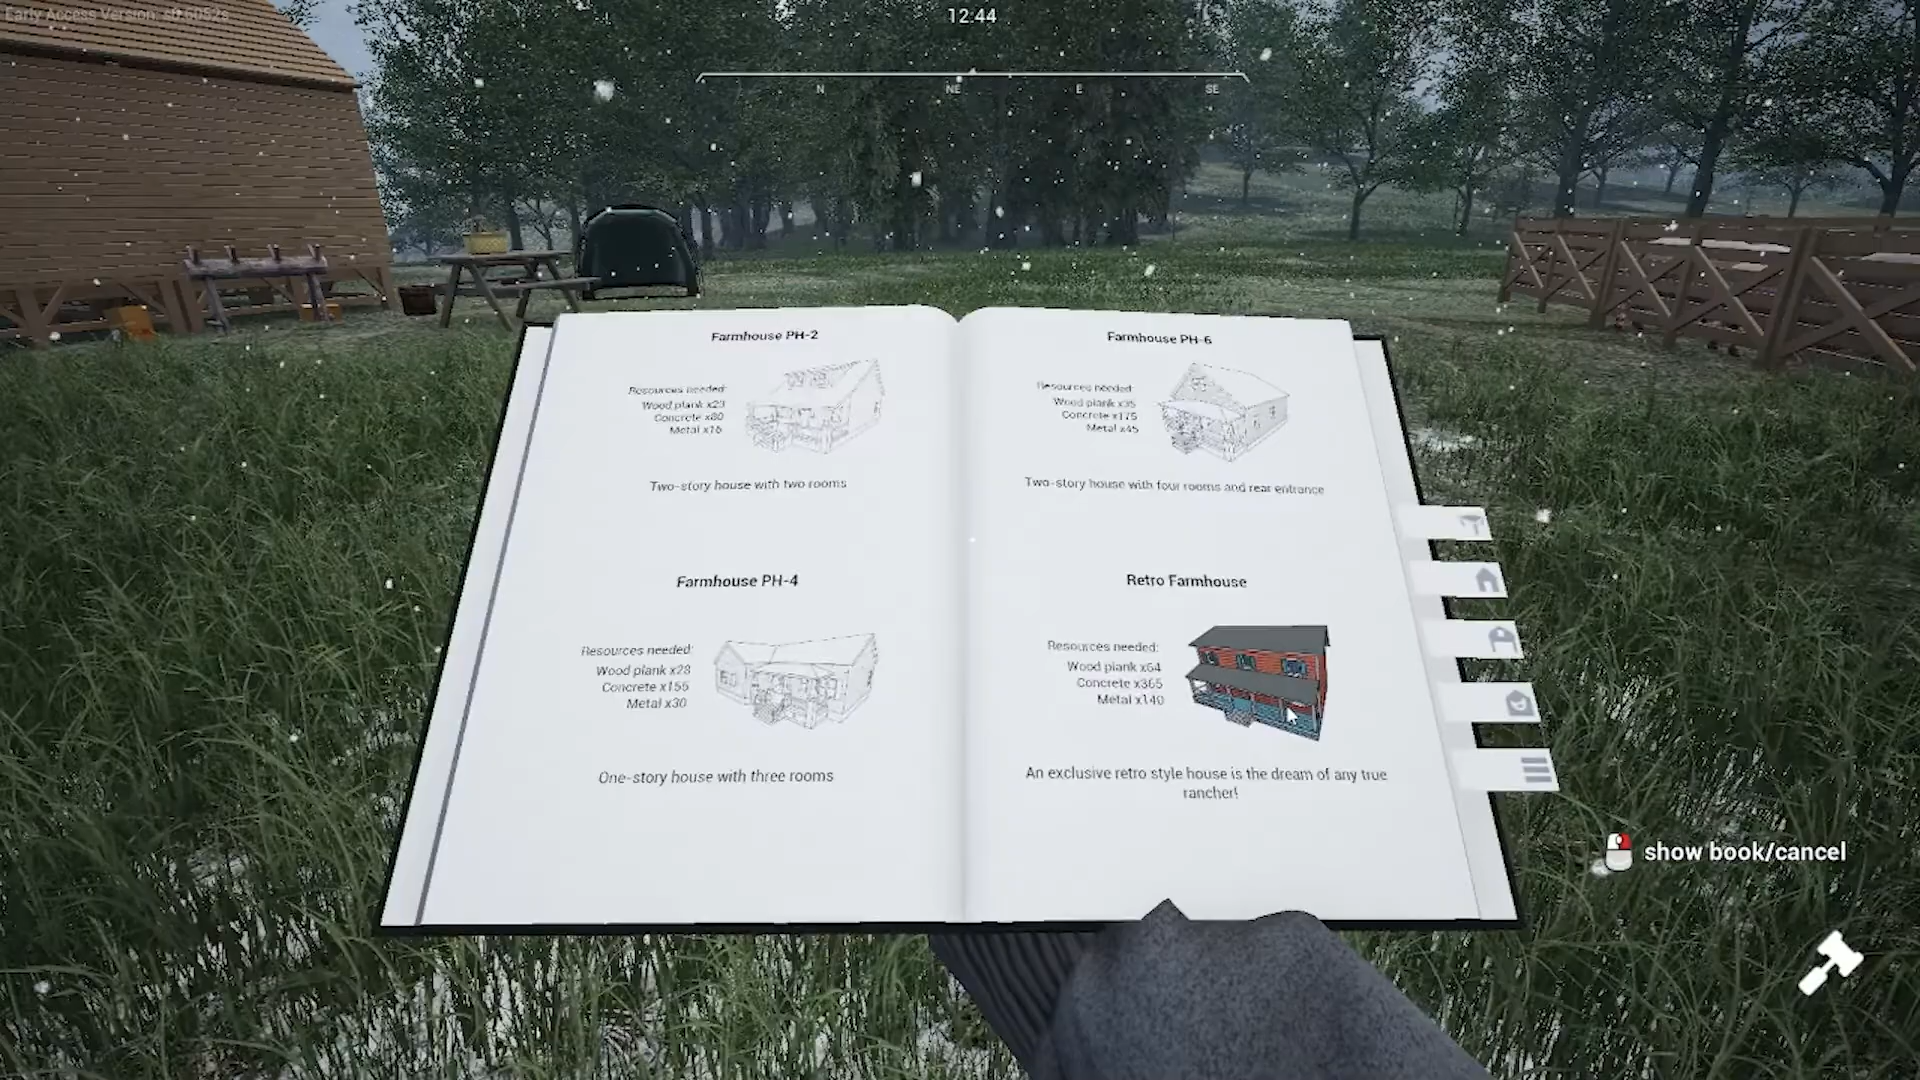 Early Access Version:
12:44
N NE E SE
Farmhouse PH-2
Resources needed:
Wood plank x23
Concrete x80
Metal x16
Two-story house with two rooms
Farmhouse PH-4
Resources needed:
Wood plank x28
Concrete x155
Metal x30
One-story house with three rooms
Farmhouse PH-6
Resources needed:
Wood plank x35
Concrete x175
Metal x45
Two-story house with four rooms and rear entrance
Retro Farmhouse
Resources needed:
Wood plank x64
Concrete x365
Metal x140
An exclusive retro style house is the dream of any true
rancher!
show book/cancel